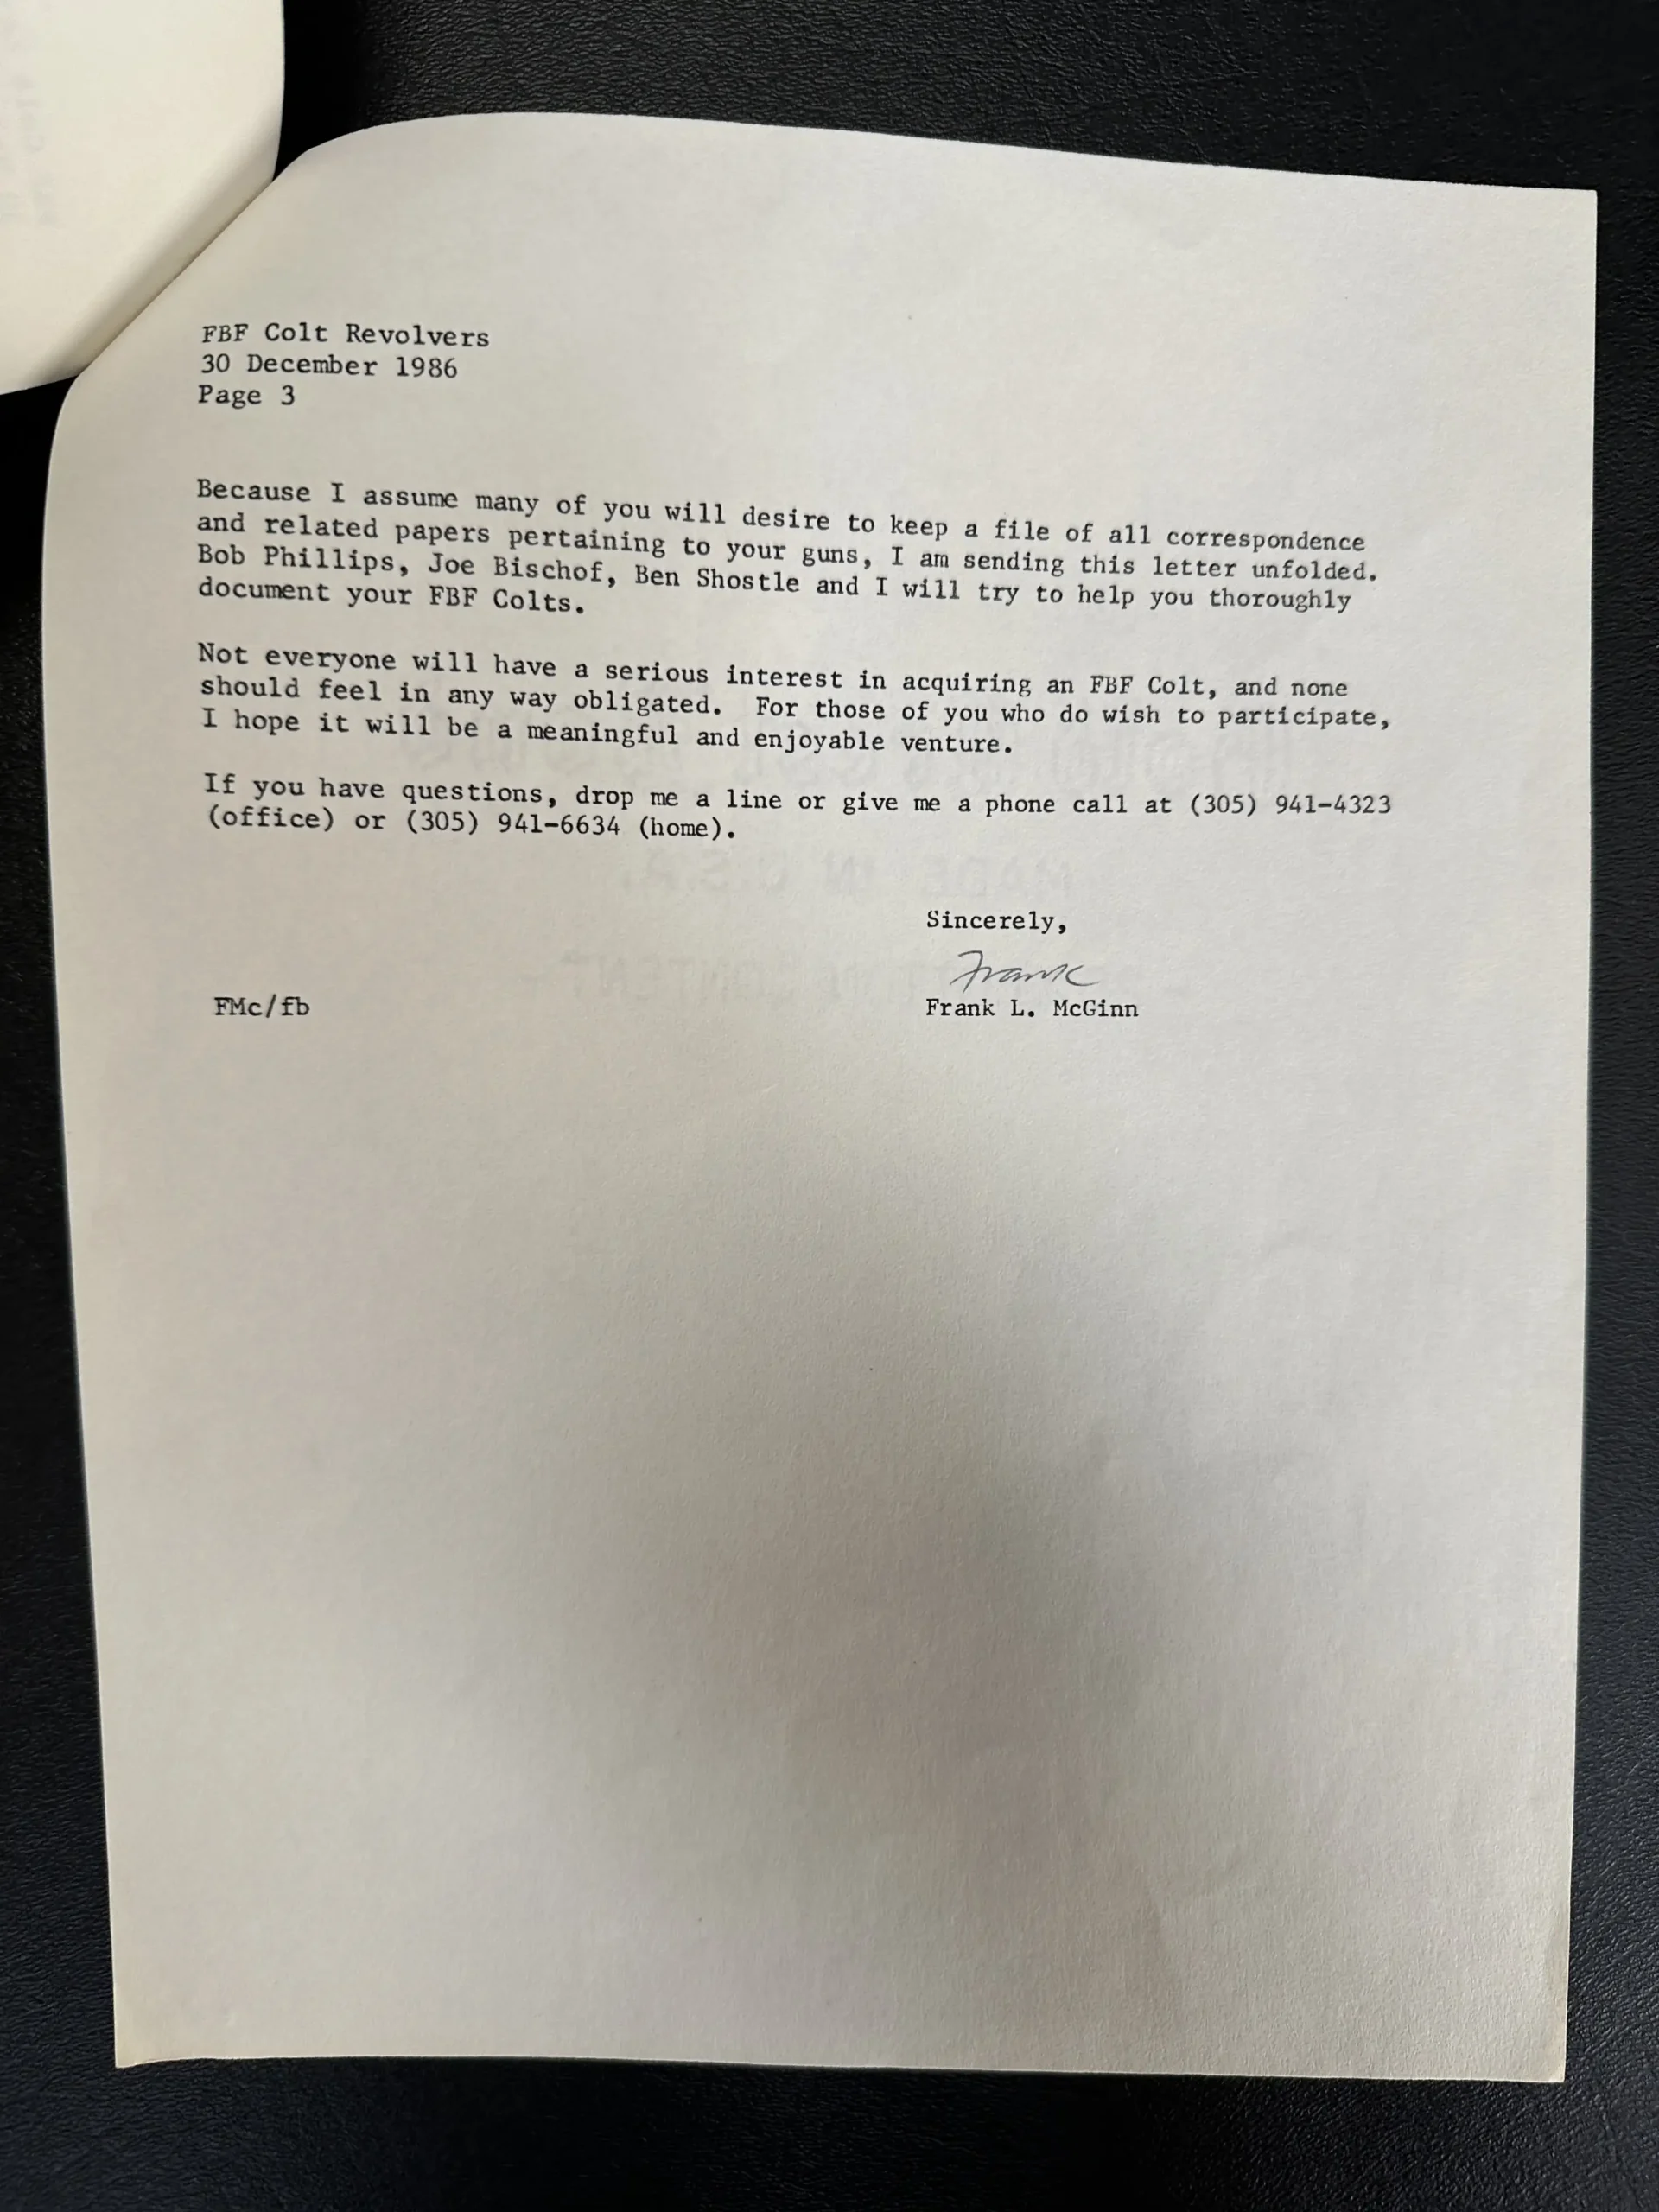 FBF Colt Revolvers
30 December 1986
Page 3
Because I assume many of you will desire to keep a file of all correspondence
and related papers pertaining to your guns, I am sending this letter unfolded.
Bob Phillips, Joe Bischof, Ben Shostle and I will try to help you thoroughly
document your FBF Colts.
Not everyone will have a serious interest in acquiring an FBF Colt, and none
should feel in any way obligated. For those of you who do wish to participate,
I hope it will be a meaningful and enjoyable venture.
If you have questions, drop me a line or give me a phone call at (305) 941-4323
(office) or (305) 941-6634 (home).
Sincerely,
Frank
FMc/fb Frank L. McGinn
MADE IN U.S.A.